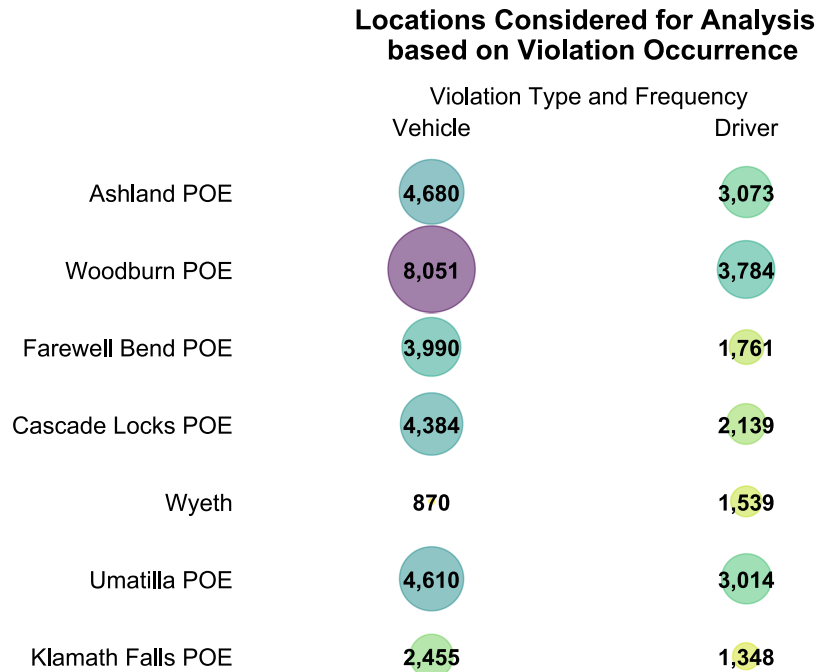 Locations Considered for Analysis
based on Violation Occurrence
Violation Type and Frequency
Vehicle Driver
Ashland POE 4,680 3,073
Woodburn POE 8,051 3,784
Farewell Bend POE 3,990 1,761
Cascade Locks POE 4,384 2,139
Wyeth 870 1,539
Umatilla POE 4,610 3,014
Klamath Falls POE 2,455 1,348